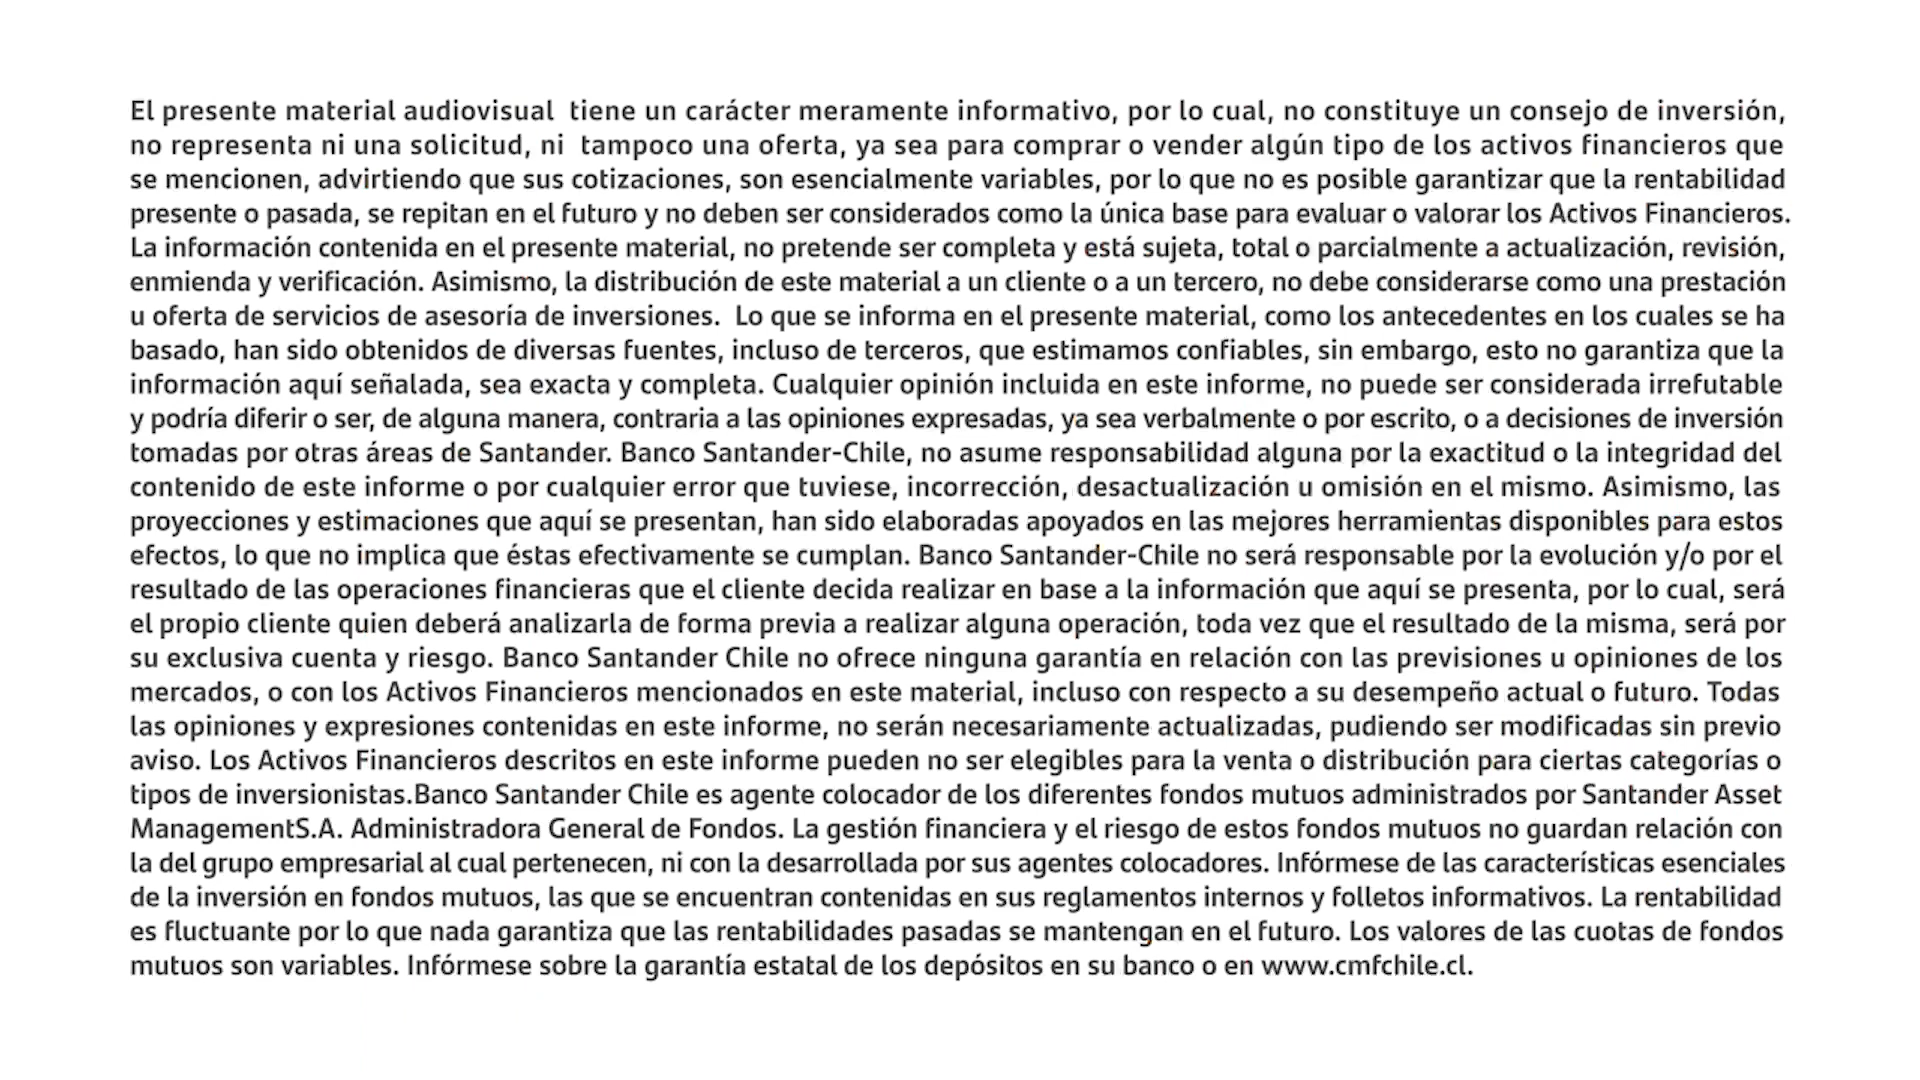 El presente material audiovisual  tiene un carácter meramente informativo, por lo cual, no constituye un consejo de inversión,
no representa ni una solicitud, ni  tampoco una oferta, ya sea para comprar o vender algún tipo de los activos financieros que
se mencionen, advirtiendo que sus cotizaciones, son esencialmente variables, por lo que no es posible garantizar que la rentabilidad
presente o pasada, se repitan en el futuro y no deben ser considerados como la única base para evaluar o valorar los Activos Financieros.
La información contenida en el presente material, no pretende ser completa y está sujeta, total o parcialmente a actualización, revisión,
enmienda y verificación. Asimismo, la distribución de este material a un cliente o a un tercero, no debe considerarse como una prestación
u oferta de servicios de asesoría de inversiones.  Lo que se informa en el presente material, como los antecedentes en los cuales se ha
basado, han sido obtenidos de diversas fuentes, incluso de terceros, que estimamos confiables, sin embargo, esto no garantiza que la
información aquí señalada, sea exacta y completa. Cualquier opinión incluida en este informe, no puede ser considerada irrefutable
y podría diferir o ser, de alguna manera, contraria a las opiniones expresadas, ya sea verbalmente o por escrito, o a decisiones de inversión
tomadas por otras áreas de Santander. Banco Santander-Chile, no asume responsabilidad alguna por la exactitud o la integridad del
contenido de este informe o por cualquier error que tuviese, incorrección, desactualización u omisión en el mismo. Asimismo, las
proyecciones y estimaciones que aquí se presentan, han sido elaboradas apoyados en las mejores herramientas disponibles para estos
efectos, lo que no implica que éstas efectivamente se cumplan. Banco Santander-Chile no será responsable por la evolución y/o por el
resultado de las operaciones financieras que el cliente decida realizar en base a la información que aquí se presenta, por lo cual, será
el propio cliente quien deberá analizarla de forma previa a realizar alguna operación, toda vez que el resultado de la misma, será por
su exclusiva cuenta y riesgo. Banco Santander Chile no ofrece ninguna garantía en relación con las previsiones u opiniones de los
mercados, o con los Activos Financieros mencionados en este material, incluso con respecto a su desempeño actual o futuro. Todas
las opiniones y expresiones contenidas en este informe, no serán necesariamente actualizadas, pudiendo ser modificadas sin previo
aviso. Los Activos Financieros descritos en este informe pueden no ser elegibles para la venta o distribución para ciertas categorías o
tipos de inversionistas.Banco Santander Chile es agente colocador de los diferentes fondos mutuos administrados por Santander Asset
ManagementS.A. Administradora General de Fondos. La gestión financiera y el riesgo de estos fondos mutuos no guardan relación con
la del grupo empresarial al cual pertenecen, ni con la desarrollada por sus agentes colocadores. Infórmese de las características esenciales
de la inversión en fondos mutuos, las que se encuentran contenidas en sus reglamentos internos y folletos informativos. La rentabilidad
es fluctuante por lo que nada garantiza que las rentabilidades pasadas se mantengan en el futuro. Los valores de las cuotas de fondos
mutuos son variables. Infórmese sobre la garantía estatal de los depósitos en su banco o en www.cmfchile.cl.